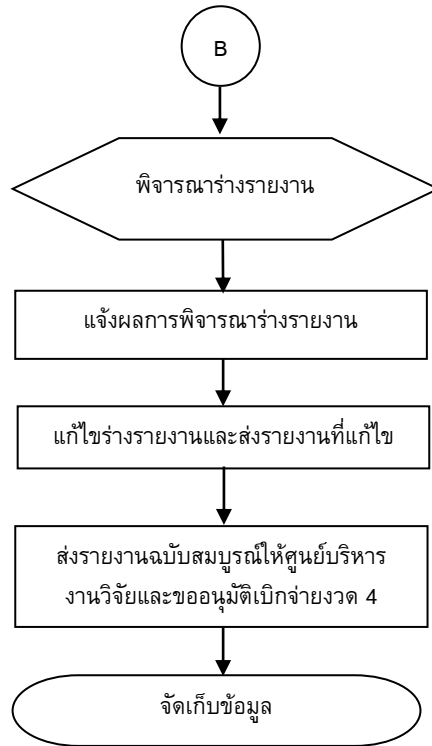 B
พิจารณาร่างรายงาน
แจ้งผลการพิจารณาร่างรายงาน
แก้ไขร่างรายงานและส่งรายงานที่แก้ไข
ส่งรายงานฉบับสมบูรณ์ให้ศูนย์บริหาร
งานวิจัยและขออนุมัติเบิกจ่ายงวด 4
จัดเก็บข้อมูล